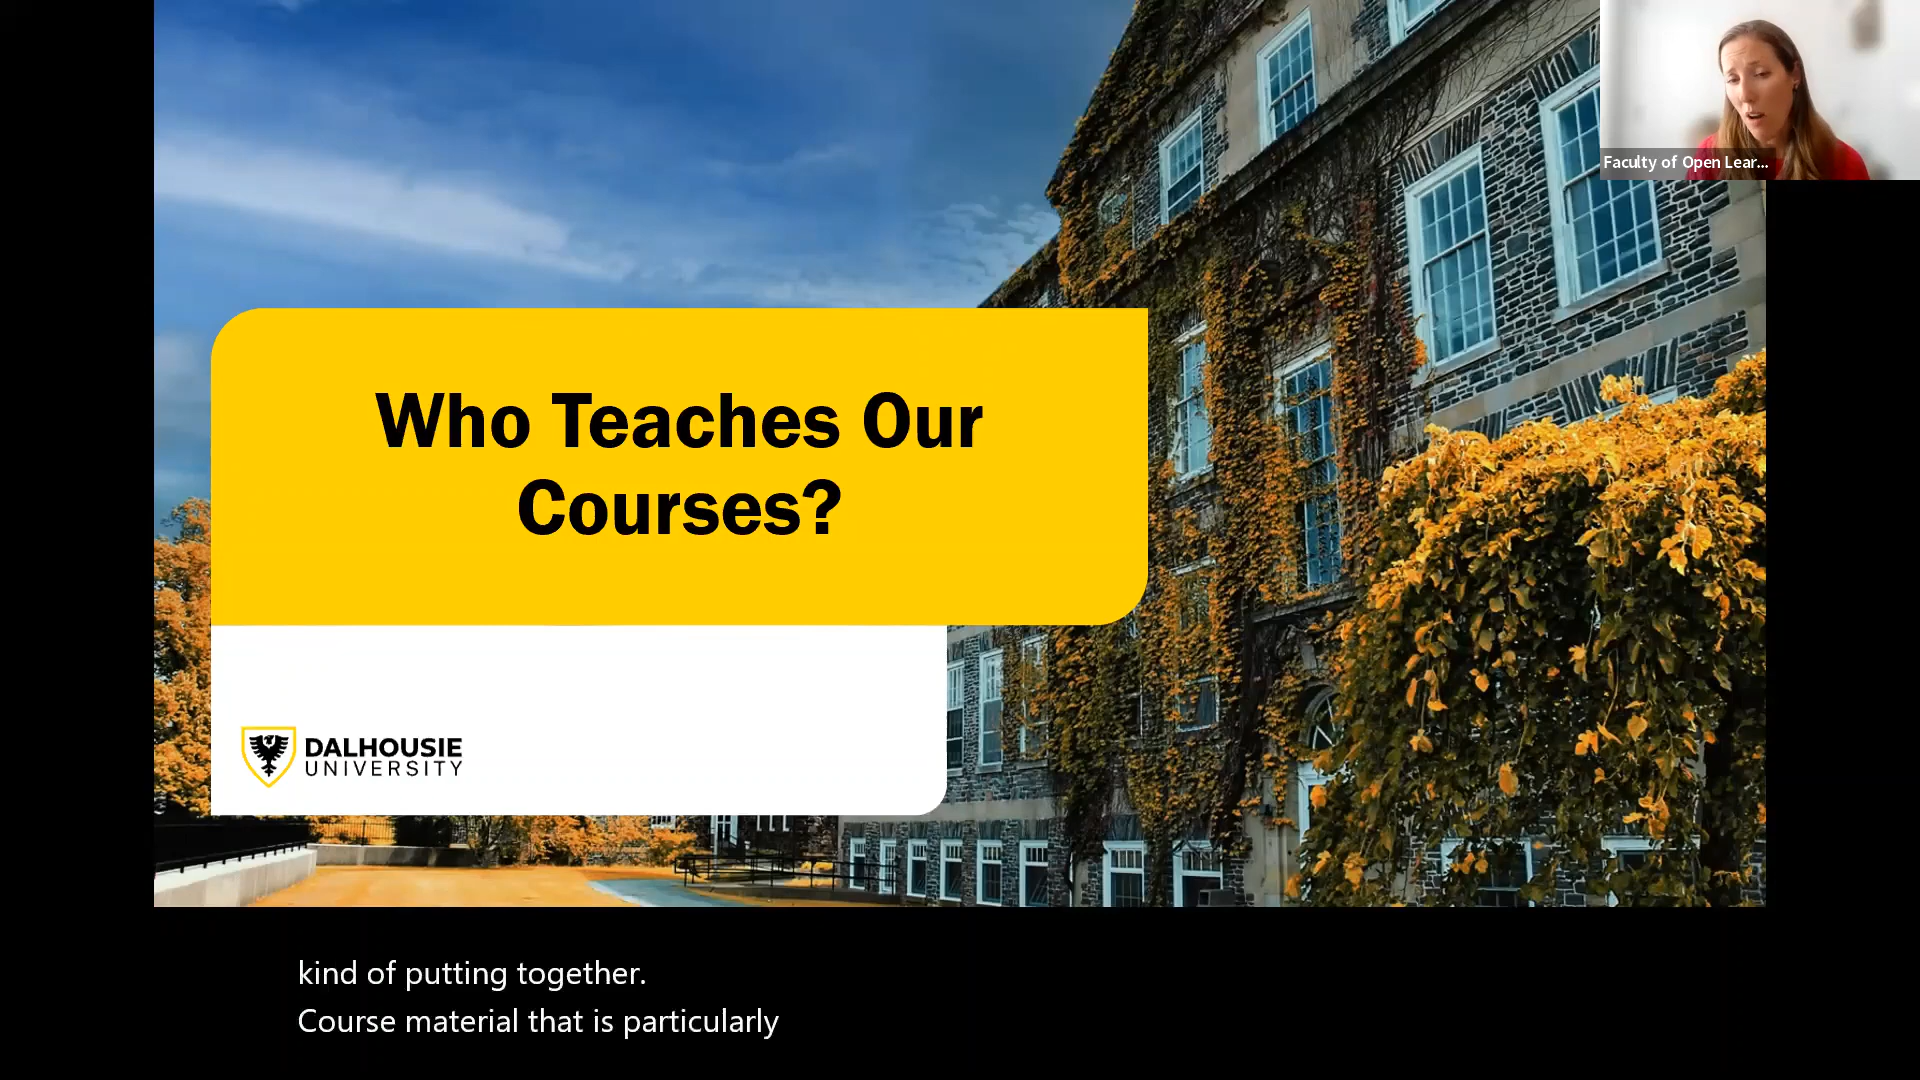 Faculty of Open Lear...
Who Teaches Our
Courses?
DALHOUSIE
UNIVERSITY
kind of putting together.
Course material that is particularly